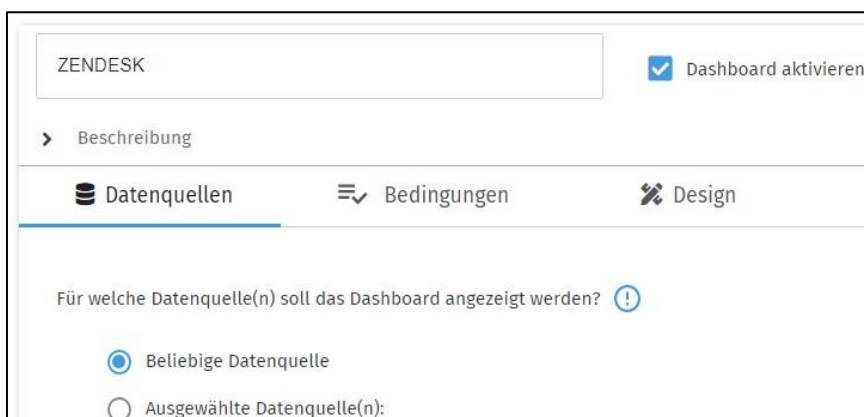 ZENDESK
Dashboard aktivieren
Beschreibung
Datenquellen Bedingungen Design
Für welche Datenquelle(n) soll das Dashboard angezeigt werden?
Beliebige Datenquelle
Ausgewählte Datenquelle(n):